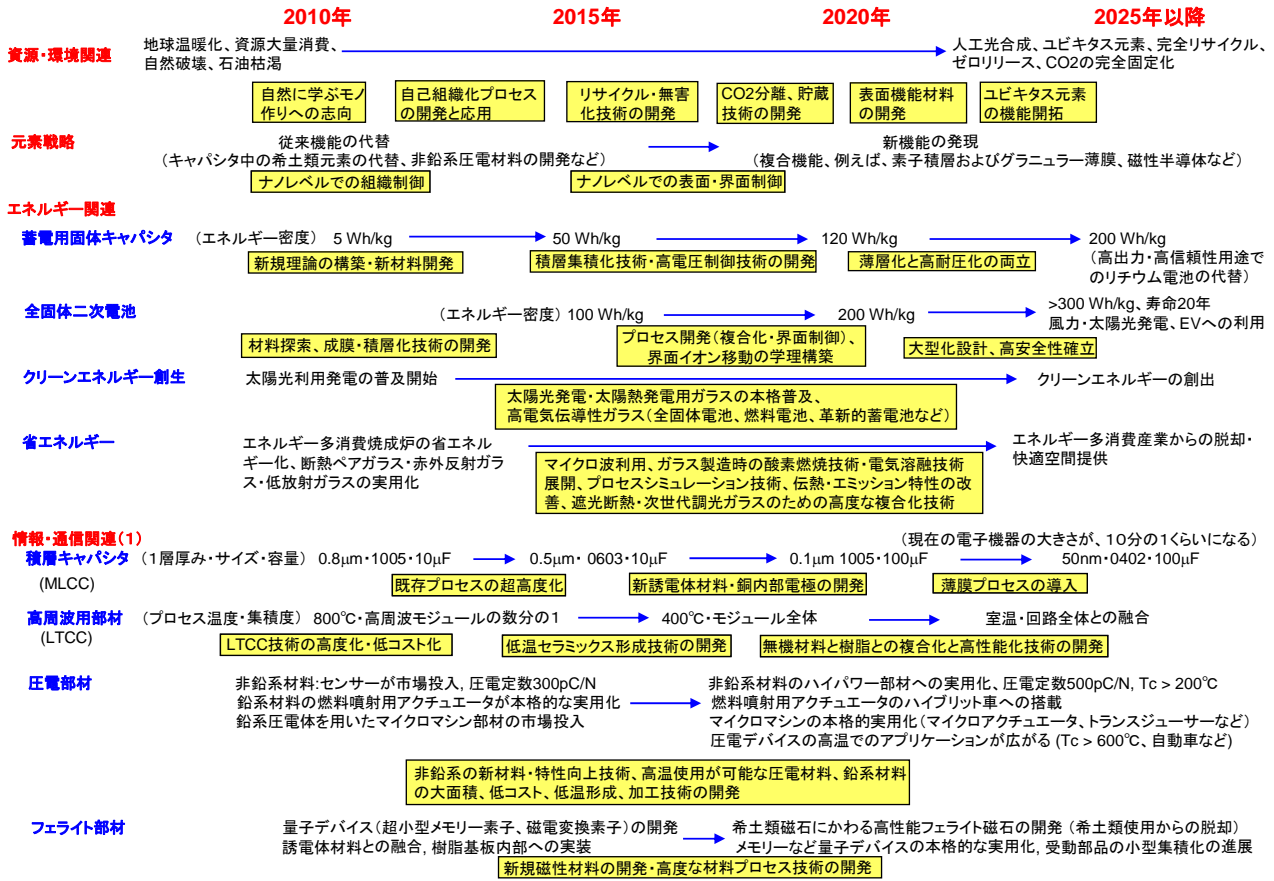 2010年 2015年 2020年 2025年以降
資源・環境関連
地球温暖化、資源大量消費、
自然破壊、石油枯渇
人工光合成、ユビキタス元素、完全リサイクル、
ゼロリリース、CO2の完全固定化
自然に学ぶモノ
作りへの志向
自己組織化プロセス
の開発と応用
リサイクル・無害
化技術の開発
CO2分離、貯蔵
技術の開発
表面機能材料
の開発
ユビキタス元素
の機能開拓
元素戦略
従来機能の代替
(キャパシタ中の希土類元素の代替、非鉛系圧電材料の開発など)
新機能の発現
(複合機能、例えば、素子積層およびグラニュラー薄膜、磁性半導体など)
ナノレベルでの組織制御
ナノレベルでの表面・界面制御
エネルギー関連
蓄電用固体キャパシタ (エネルギー密度) 5 Wh/kg 50 Wh/kg 120 Wh/kg 200 Wh/kg
(高出力・高信頼性用途で
のリチウム電池の代替)
新規理論の構築・新材料開発
積層集積化技術・高電圧制御技術の開発
薄層化と高耐圧化の両立
全固体二次電池
(エネルギー密度) 100 Wh/kg 200 Wh/kg
>300 Wh/kg、寿命20年
風力・太陽光発電、EVへの利用
材料探索、成膜・積層化技術の開発
プロセス開発(複合化・界面制御)、
界面イオン移動の学理構築
大型化設計、高安全性確立
クリーンエネルギー創生 太陽光利用発電の普及開始 クリーンエネルギーの創出
太陽光発電・太陽熱発電用ガラスの本格普及、
高電気伝導性ガラス(全固体電池、燃料電池、革新的蓄電池など)
省エネルギー
エネルギー多消費焼成炉の省エネル
ギー化、断熱ペアガラス・赤外反射ガラ
ス・低放射ガラスの実用化
エネルギー多消費産業からの脱却・
快適空間提供
マイクロ波利用、ガラス製造時の酸素燃焼技術・電気溶融技術
展開、プロセスシミュレーション技術、伝熱・エミッション特性の改
善、遮光断熱・次世代調光ガラスのための高度な複合化技術
情報・通信関連(1)
(現在の電子機器の大きさが、10分の1くらいになる)
積層キャパシタ (1層厚み・サイズ・容量) 0.8μm・1005・10μF 0.5μm・ 0603・10μF 0.1μm 1005・100μF 50nm・0402・100μF
(MLCC)
既存プロセスの超高度化
新誘電体材料・銅内部電極の開発
薄膜プロセスの導入
高周波用部材 (プロセス温度・集積度) 800℃・高周波モジュールの数分の1 400℃・モジュール全体 室温・回路全体との融合
(LTCC)
LTCC技術の高度化・低コスト化
低温セラミックス形成技術の開発
無機材料と樹脂との複合化と高性能化技術の開発
圧電部材
非鉛系材料:センサーが市場投入, 圧電定数300pC/N
鉛系材料の燃料噴射用アクチュエータが本格的な実用化
鉛系圧電体を用いたマイクロマシン部材の市場投入
非鉛系材料のハイパワー部材への実用化、圧電定数500pC/N, Tc > 200℃
燃料噴射用アクチュエータのハイブリット車への搭載
マイクロマシンの本格的実用化(マイクロアクチュエータ、トランスジューサーなど)
圧電デバイスの高温でのアプリケーションが広がる (Tc > 600℃、自動車など)
非鉛系の新材料・特性向上技術、高温使用が可能な圧電材料、鉛系材料
の大面積、低コスト、低温形成、加工技術の開発
フェライト部材
量子デバイス(超小型メモリー素子、磁電変換素子)の開発
誘電体材料との融合, 樹脂基板内部への実装
希土類磁石にかわる高性能フェライト磁石の開発 (希土類使用からの脱却)
メモリーなど量子デバイスの本格的な実用化, 受動部品の小型集積化の進展
新規磁性材料の開発・高度な材料プロセス技術の開発